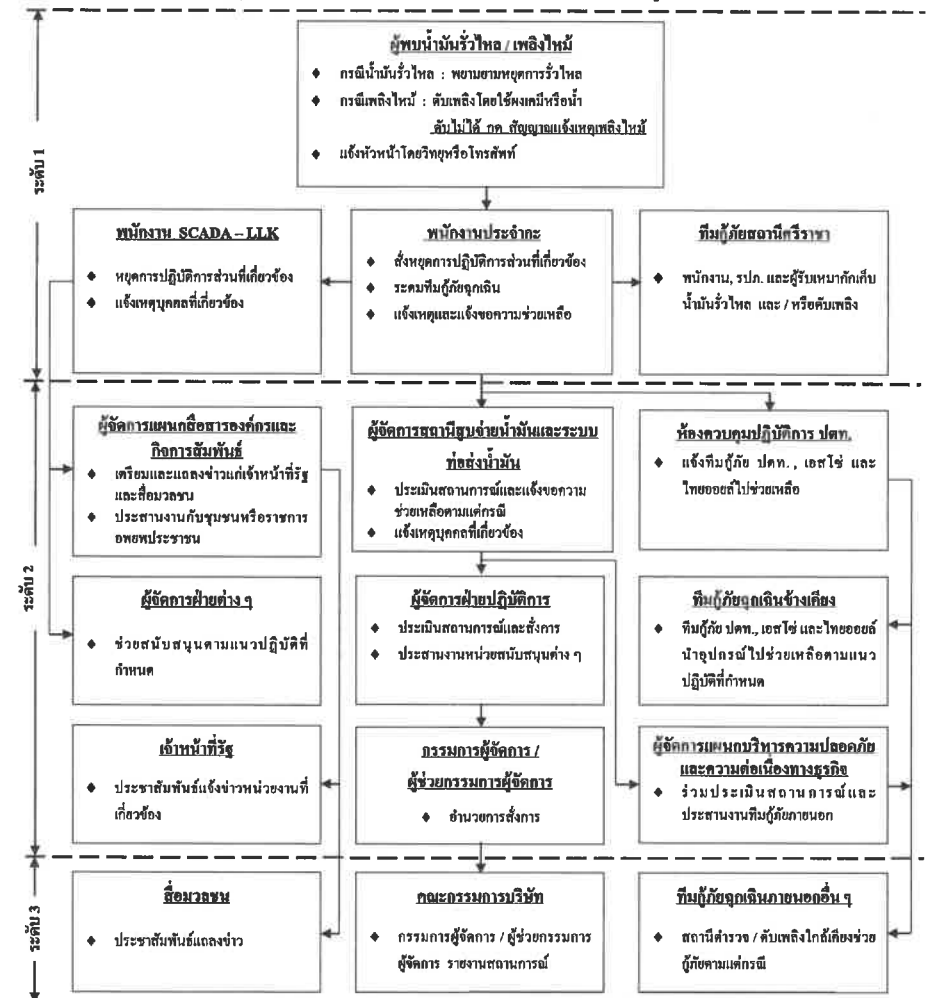 ผู้พบน้ำมันรั่วไหล / เพลิงไหม้
♦ กรณีน้ำมันรั่วไหล : พยามยามหยุดการรั่วไหล
♦ กรณีเพลิงไหม้ : ดับเพลิงโดยใช้ผงเคมีหรือน้ำ
ดับไม่ได้ กด สัญญาณแจ้งเหตุเพลิงไหม้
♦ แจ้งหัวหน้าโดยวิทยุหรือโทรศัพท์
ระดับ 1
พนักงาน SCADA – LLK
♦ หยุดการปฏิบัติการส่วนที่เกี่ยวข้อง
♦ แจ้งเหตุบุคคลที่เกี่ยวข้อง
พนักงานประจำกะ
♦ สั่งหยุดการปฏิบัติการส่วนที่เกี่ยวข้อง
♦ ระดมทีมกู้ภัยฉุกเฉิน
♦ แจ้งเหตุและแจ้งขอความช่วยเหลือ
ทีมกู้ภัยสถานีศรีราชา
♦ พนักงาน, รปภ. และผู้รับเหมากักเก็บ
น้ำมันรั่วไหล และ / หรือดับเพลิง
ระดับ 2
ผู้จัดการแผนกสื่อสารองค์กรและ
กิจการสัมพันธ์
♦ เตรียมและแถลงข่าวแก่เจ้าหน้าที่รัฐ
และสื่อมวลชน
♦ ประสานงานกับชุมชนหรือราชการ
อพยพประชาชน
ผู้จัดการสถานีสูบจ่ายน้ำมันและระบบ
ท่อส่งน้ำมัน
♦ ประเมินสถานการณ์และแจ้งขอความ
ช่วยเหลือตามแต่กรณี
♦ แจ้งเหตุบุคคลที่เกี่ยวข้อง
ห้องควบคุมปฏิบัติการ ปตท.
♦ แจ้งทีมกู้ภัย ปตท. , เอสโซ่ และ
ไทยออยล์ไปช่วยเหลือ
ผู้จัดการฝ่ายต่าง ๆ
♦ ช่วยสนับสนุนตามแนวปฏิบัติที่
กำหนด
ผู้จัดการฝ่ายปฏิบัติการ
♦ ประเมินสถานการณ์และสั่งการ
♦ ประสานงานหน่วยสนับสนุนต่าง ๆ
ทีมกู้ภัยฉุกเฉินข้างเคียง
♦ ทีมกู้ภัย ปตท., เอสโซ่ และไทยออยล์
นำอุปกรณ์ไปช่วยเหลือตามแนว
ปฏิบัติที่กำหนด
เจ้าหน้าที่รัฐ
♦ ประชาสัมพันธ์แจ้งข่าวหน่วยงานที่
เกี่ยวข้อง
กรรมการผู้จัดการ /
ผู้ช่วยกรรมการผู้จัดการ
♦ อำนวยการสั่งการ
ผู้จัดการแผนกบริหารความปลอดภัย
และความต่อเนื่องทางธุรกิจ
♦ ร่วมประเมินสถานการณ์และ
ประสานงานทีมกู้ภัยภายนอก
ระดับ 3
สื่อมวลชน
♦ ประชาสัมพันธ์แถลงข่าว
คณะกรรมการบริษัท
♦ กรรมการผู้จัดการ / ผู้ช่วยกรรมการ
ผู้จัดการ รายงานสถานการณ์
ทีมกู้ภัยฉุกเฉินภายนอกอื่น ๆ
♦ สถานีตำรวจ / ดับเพลิงใกล้เคียงช่วย
กู้ภัยตามแต่กรณี